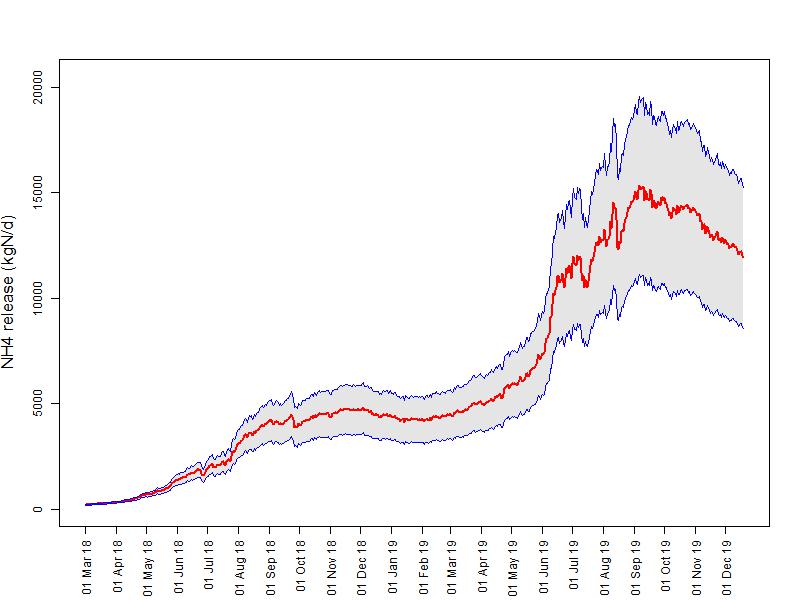 NH4 release (kgN/d)
20000
15000
10000
5000
0
01 Mar 18
01 Apr 18
01 May 18
01 Jun 18
01 Jul 18
01 Aug 18
01 Sep 18
01 Oct 18
01 Nov 18
01 Dec 18
01 Jan 19
01 Feb 19
01 Mar 19
01 Apr 19
01 May 19
01 Jun 19
01 Jul 19
01 Aug 19
01 Sep 19
01 Oct 19
01 Nov 19
01 Dec 19